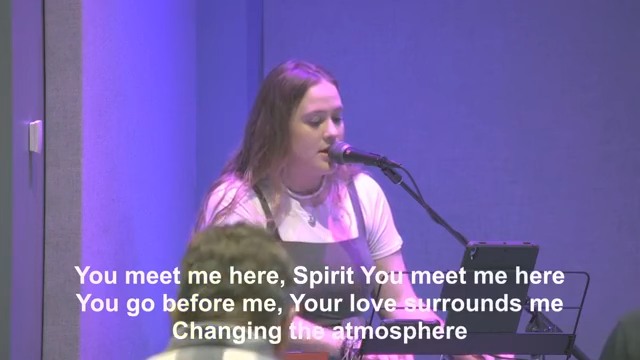 You meet me here, Spirit You meet me here
You go before me, Your love surrounds me
Changing the atmosphere